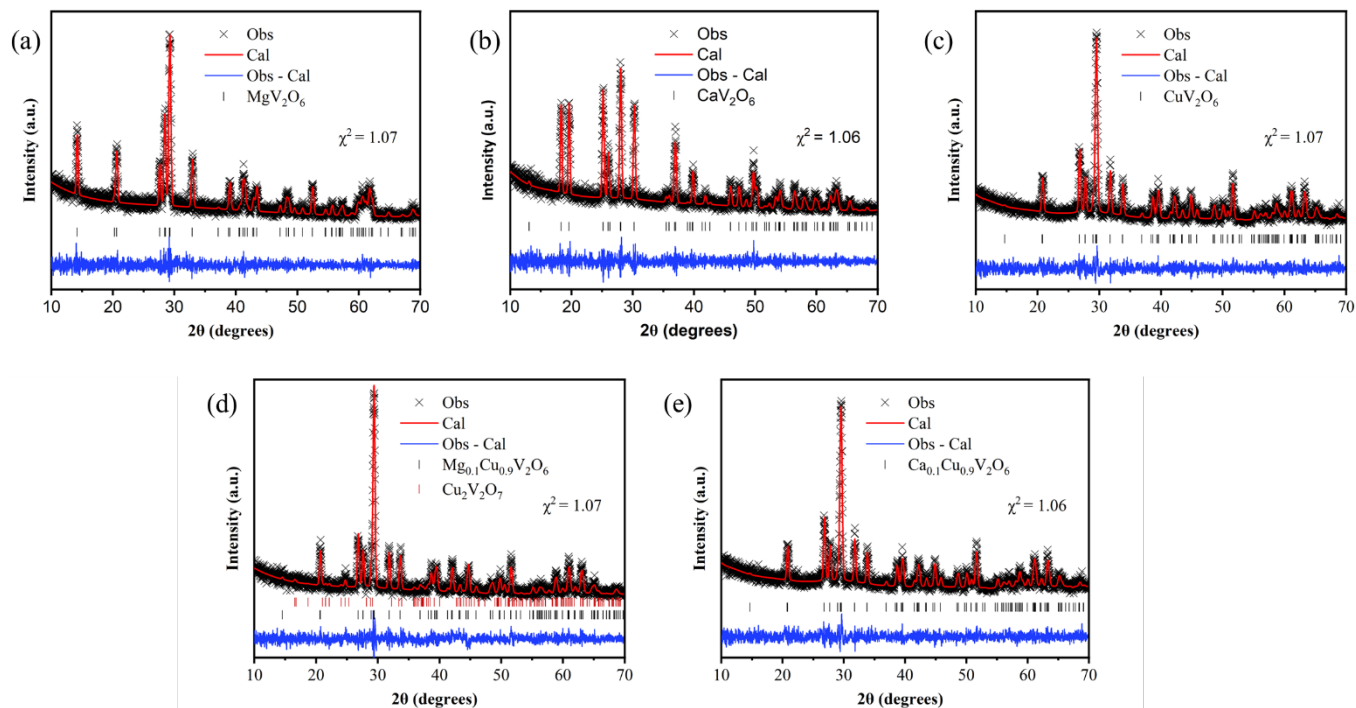 (a)
× Obs
Cal
Obs - Cal
MgV₂O₆
χ² = 1.07
Intensity (a.u.)
10 20 30 40 50 60 70
2θ (degrees)
(b)
× Obs
Cal
Obs - Cal
CaV₂O₆
χ² = 1.06
Intensity (a.u.)
10 20 30 40 50 60 70
2θ (degrees)
(c)
× Obs
Cal
Obs - Cal
CuV₂O₆
χ² = 1.07
Intensity (a.u.)
10 20 30 40 50 60 70
2θ (degrees)
(d)
× Obs
Cal
Obs - Cal
Mg₀.₁Cu₀.₉V₂O₆
Cu₂V₂O₇
χ² = 1.07
Intensity (a.u.)
10 20 30 40 50 60 70
2θ (degrees)
(e)
× Obs
Cal
Obs - Cal
Ca₀.₁Cu₀.₉V₂O₆
χ² = 1.06
Intensity (a.u.)
10 20 30 40 50 60 70
2θ (degrees)